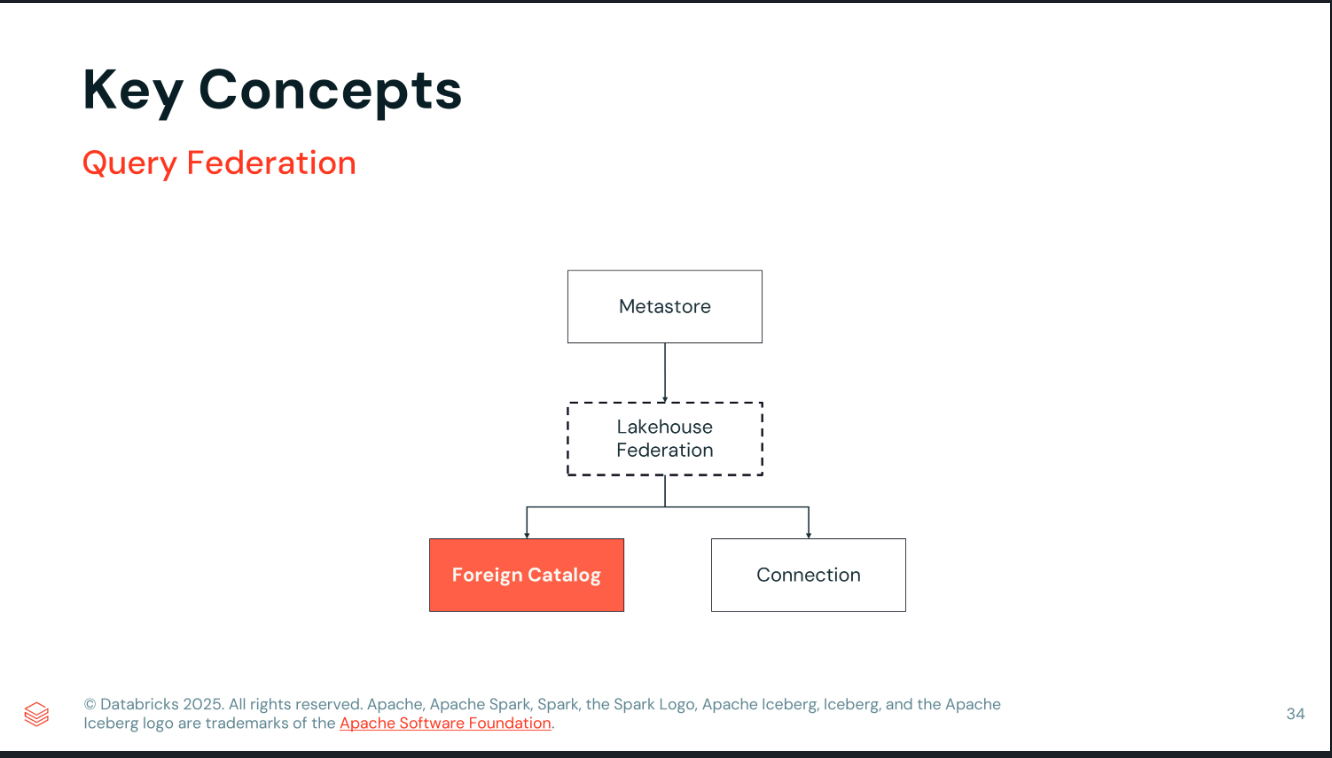 Key Concepts
Query Federation
Metastore
Lakehouse
Federation
Foreign Catalog
Connection
© Databricks 2025. All rights reserved. Apache, Apache Spark, Spark, the Spark Logo, Apache Iceberg, Iceberg, and the Apache
Iceberg logo are trademarks of the Apache Software Foundation.
34